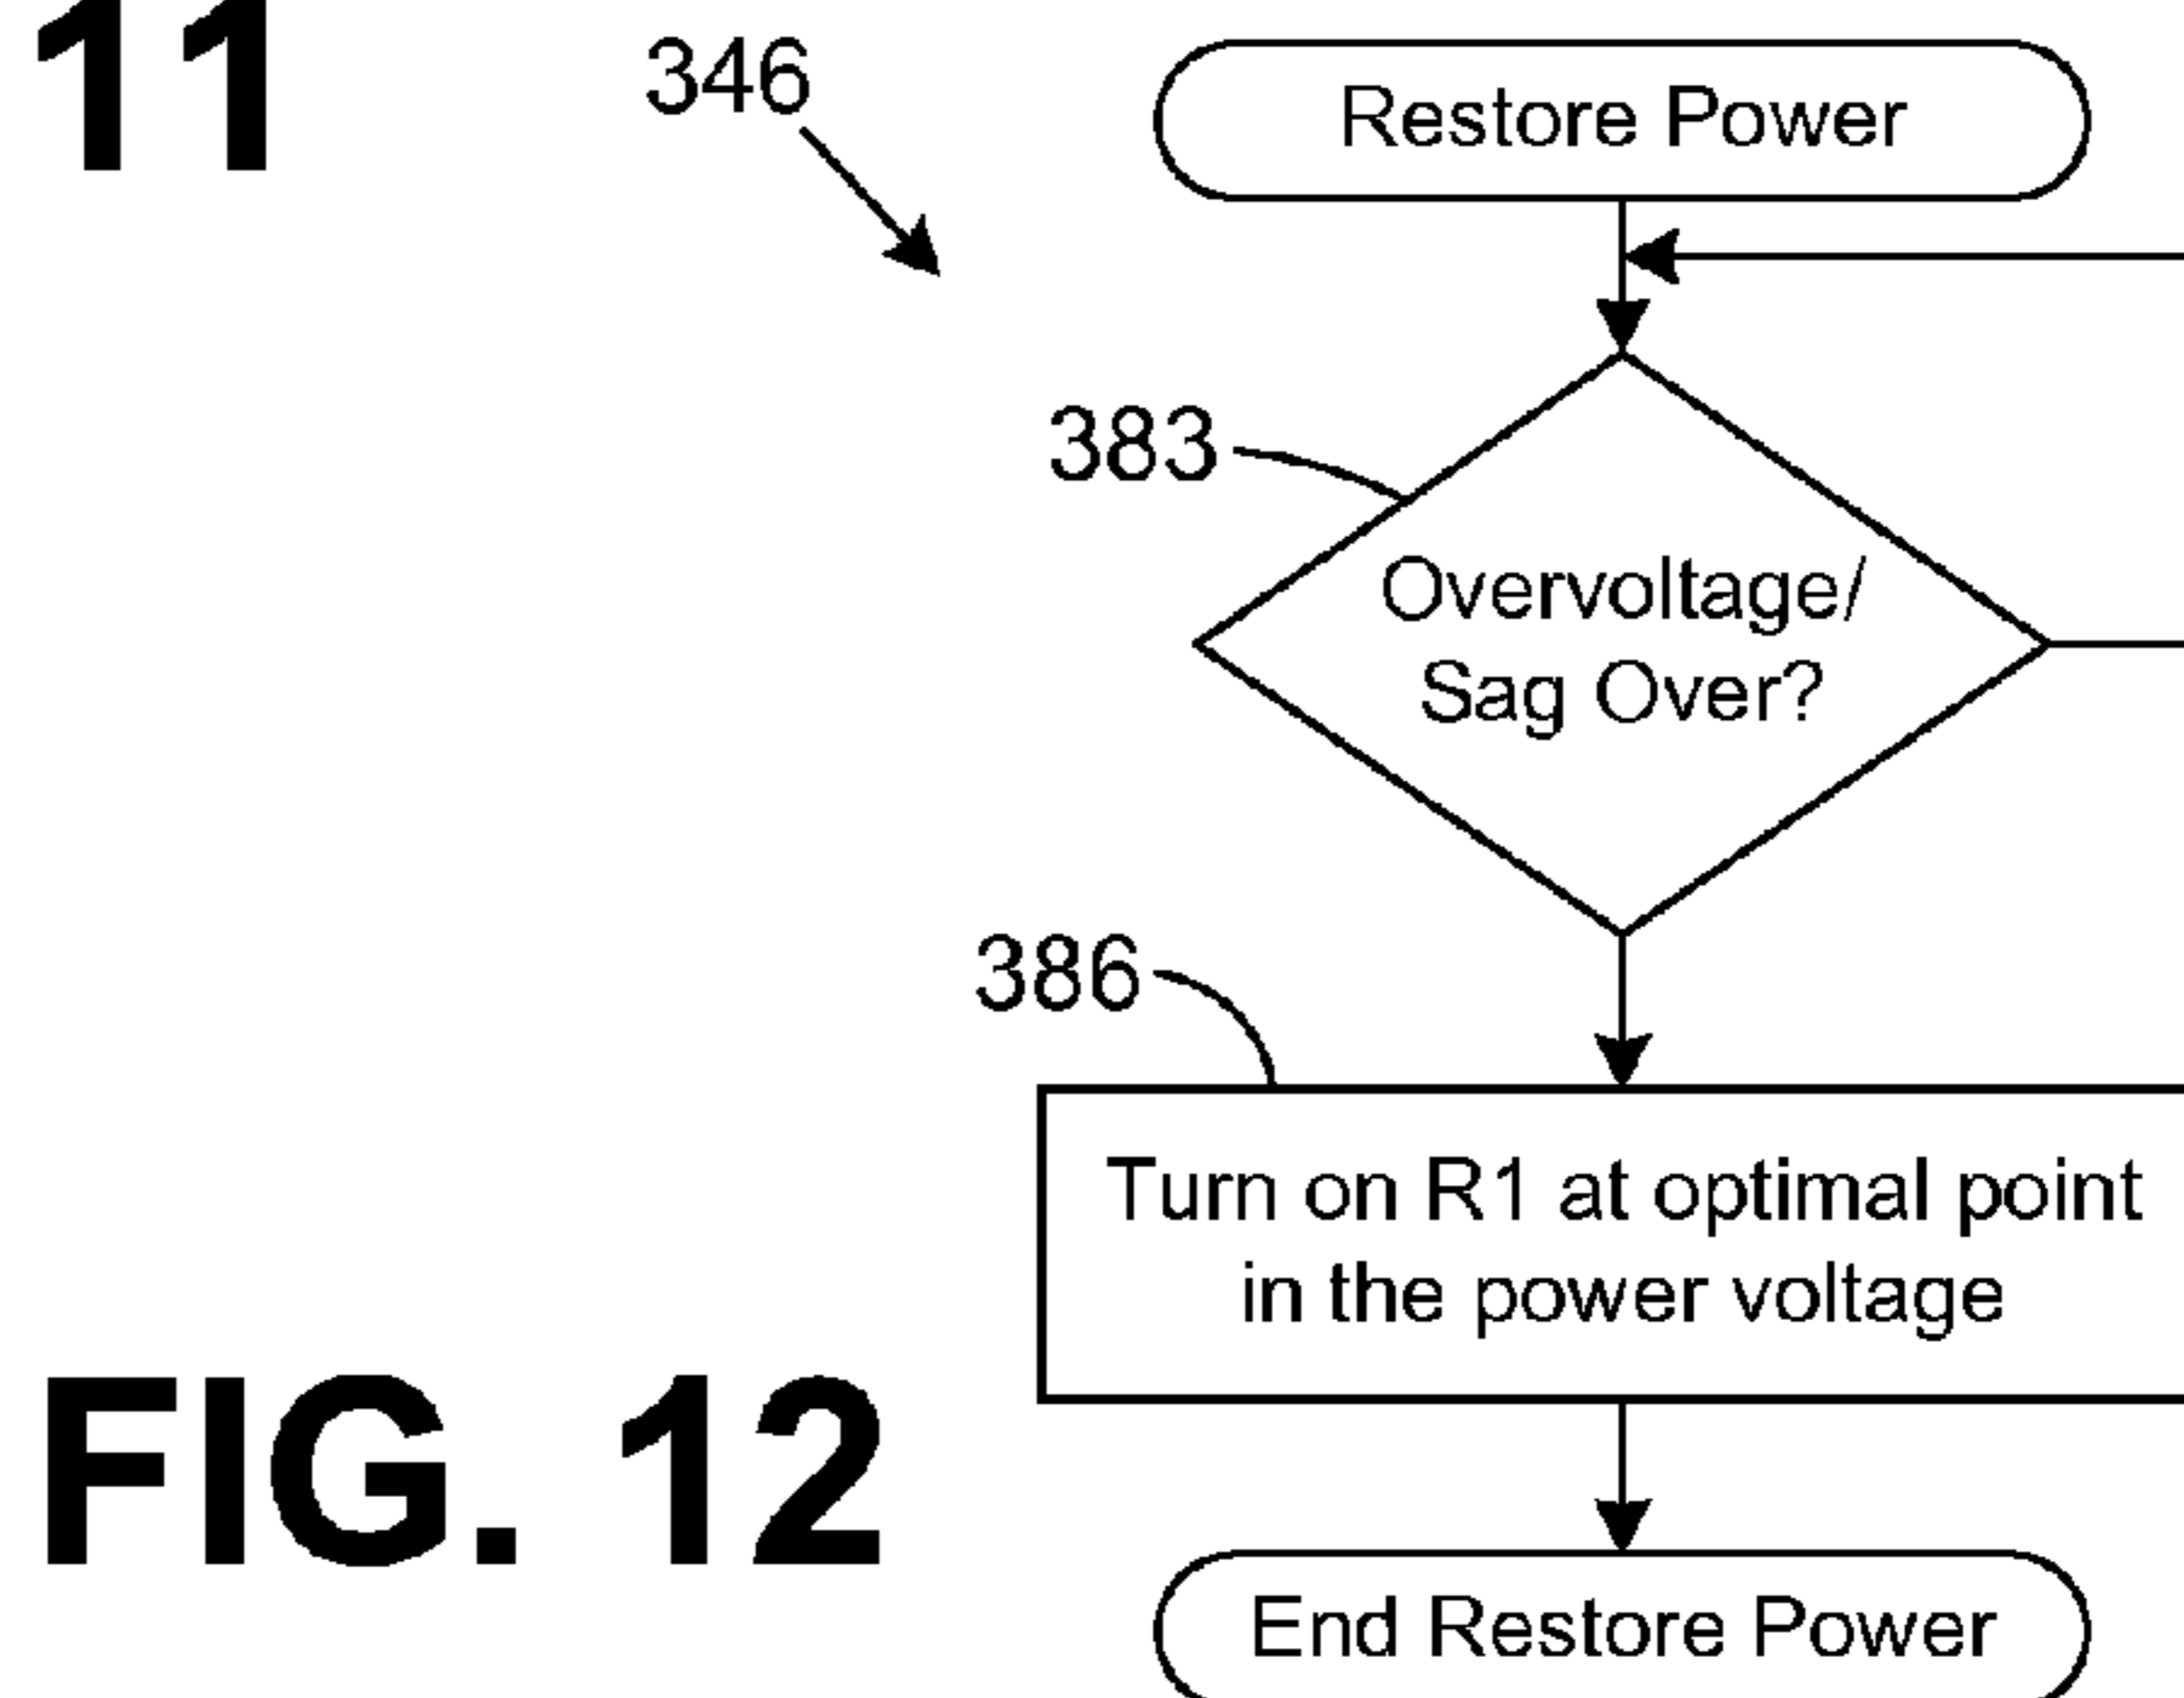 11
346
Restore Power
383
Overvoltage/
Sag Over?
386
Turn on R1 at optimal point
in the power voltage
FIG. 12
End Restore Power